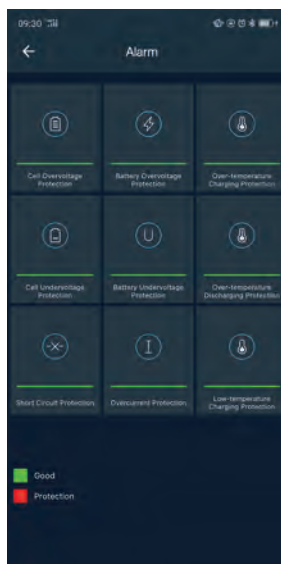 09:30
Alarm
Cell Overvoltage
Protection
Battery Overvoltage
Protection
Over-temperature
Charging Protection
Cell Undervoltage
Protection
Battery Undervoltage
Protection
Over-temperature
Discharging Protection
Short Circuit Protection
Overcurrent Protection
Low-temperature
Charging Protection
Good
Protection